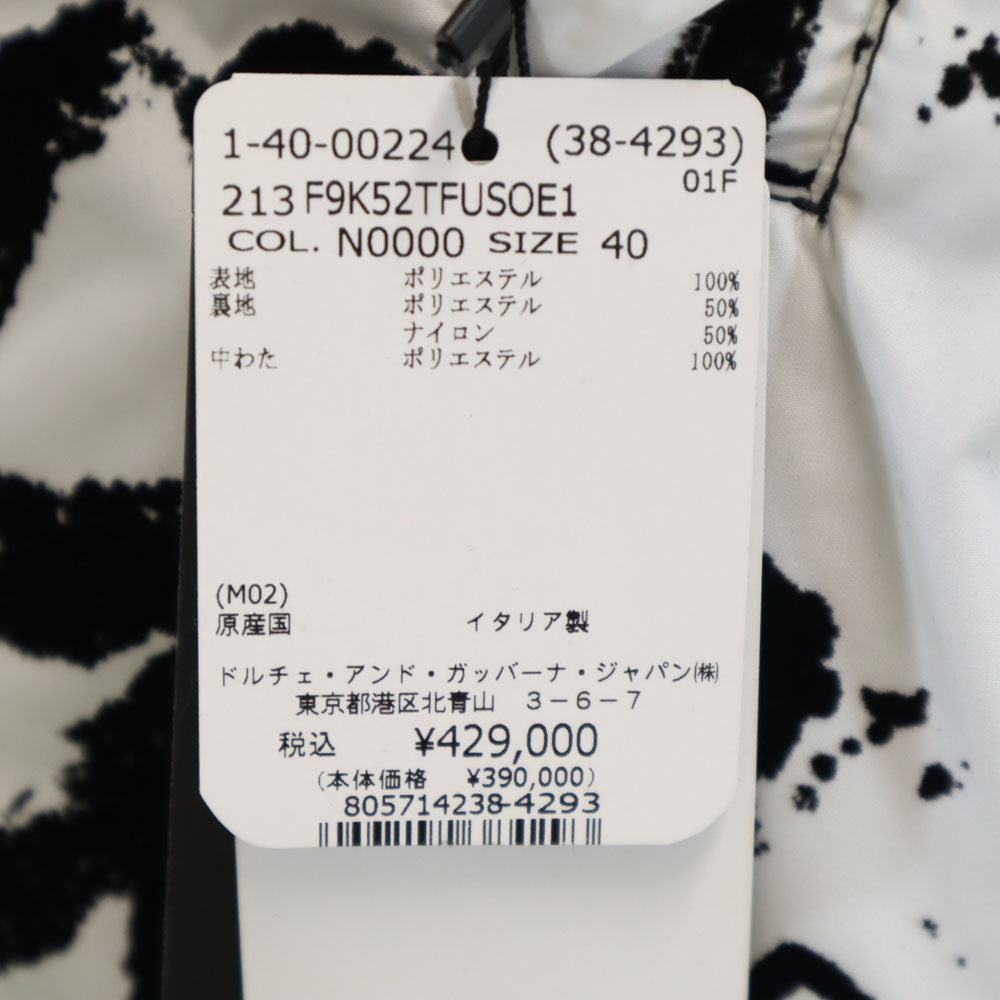 1-40-00224 (38-4293)
01F
213 F9K52TFUSOE1
COL. N0000 SIZE 40
表地 ポリエステル 100%
裏地 ポリエステル 50%
ナイロン 50%
中わた ポリエステル 100%
(M02)
原産国 イタリア製
ドルチェ・アンド・ガッバーナ・ジャパン㈱
東京都港区北青山 3-6-7
税込 ¥429,000
(本体価格 ¥390,000)
805714238-4293